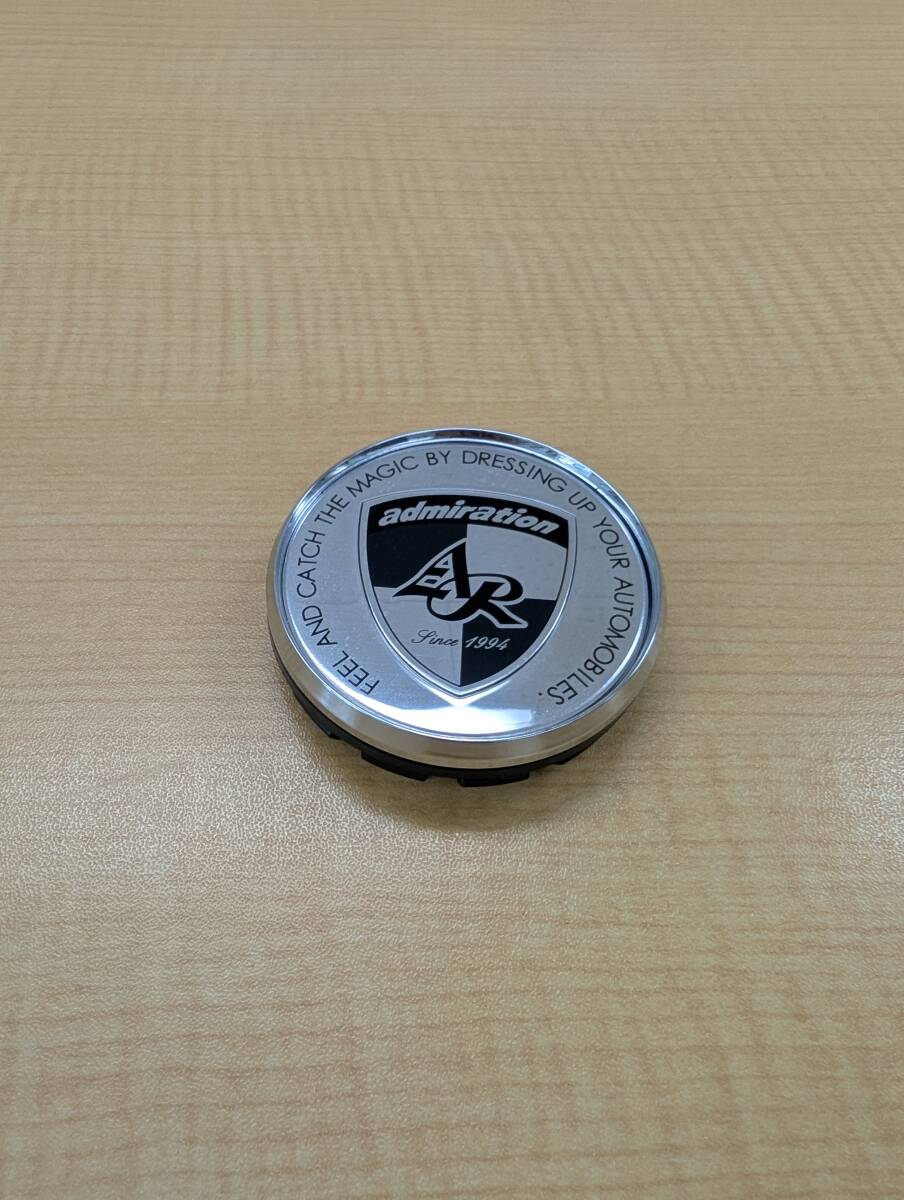 FEEL AND CATCH THE MAGIC BY DRESSING UP YOUR AUTOMOBILES.
admiration
AR
Since 1994